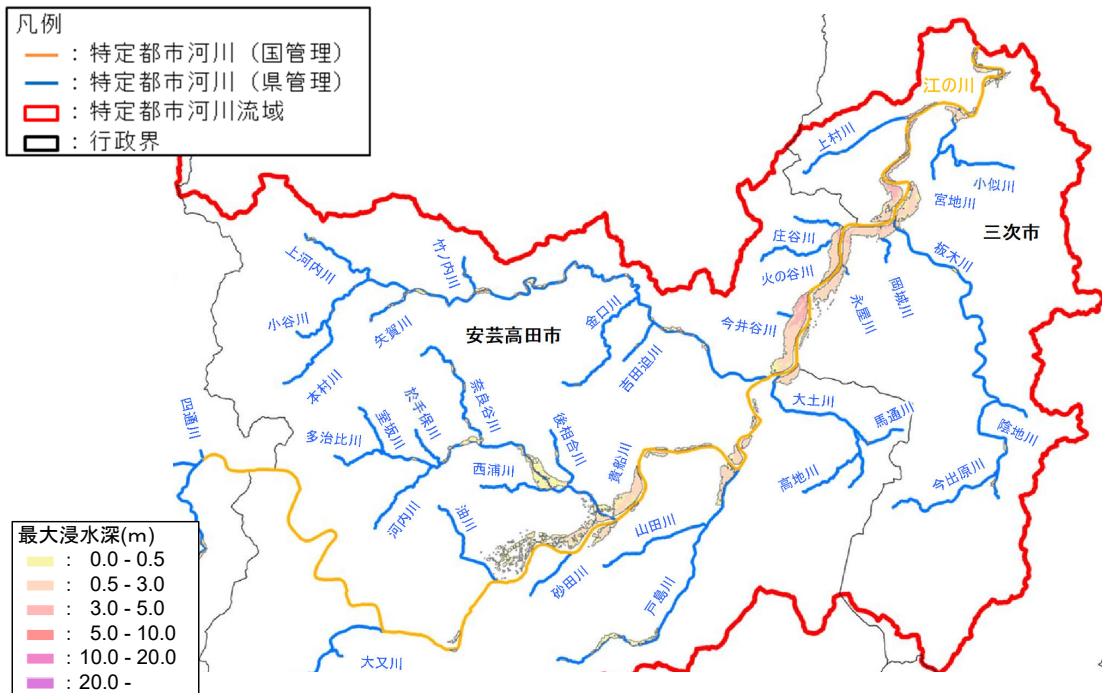 凡例
：特定都市河川（国管理）
：特定都市河川（県管理）
：特定都市河川流域
：行政界
江の川
上村川
小似川
宮地川
三次市
庄谷川
板木川
火の谷川
岡城川
永屋川
今井谷川
竹ノ内川
上河内川
金口川
小谷川
矢賀川
安芸高田市
吉田迫川
本村川
奈良谷川
大土川
馬通川
陰地川
於手保川
室坂川
後相合川
四通川
多治比川
西浦川
貴船川
高地川
今出原川
河内川
油川
山田川
砂田川
戸島川
大又川
最大浸水深(m)
： 0.0 - 0.5
： 0.5 - 3.0
： 3.0 - 5.0
： 5.0 - 10.0
： 10.0 - 20.0
： 20.0 -